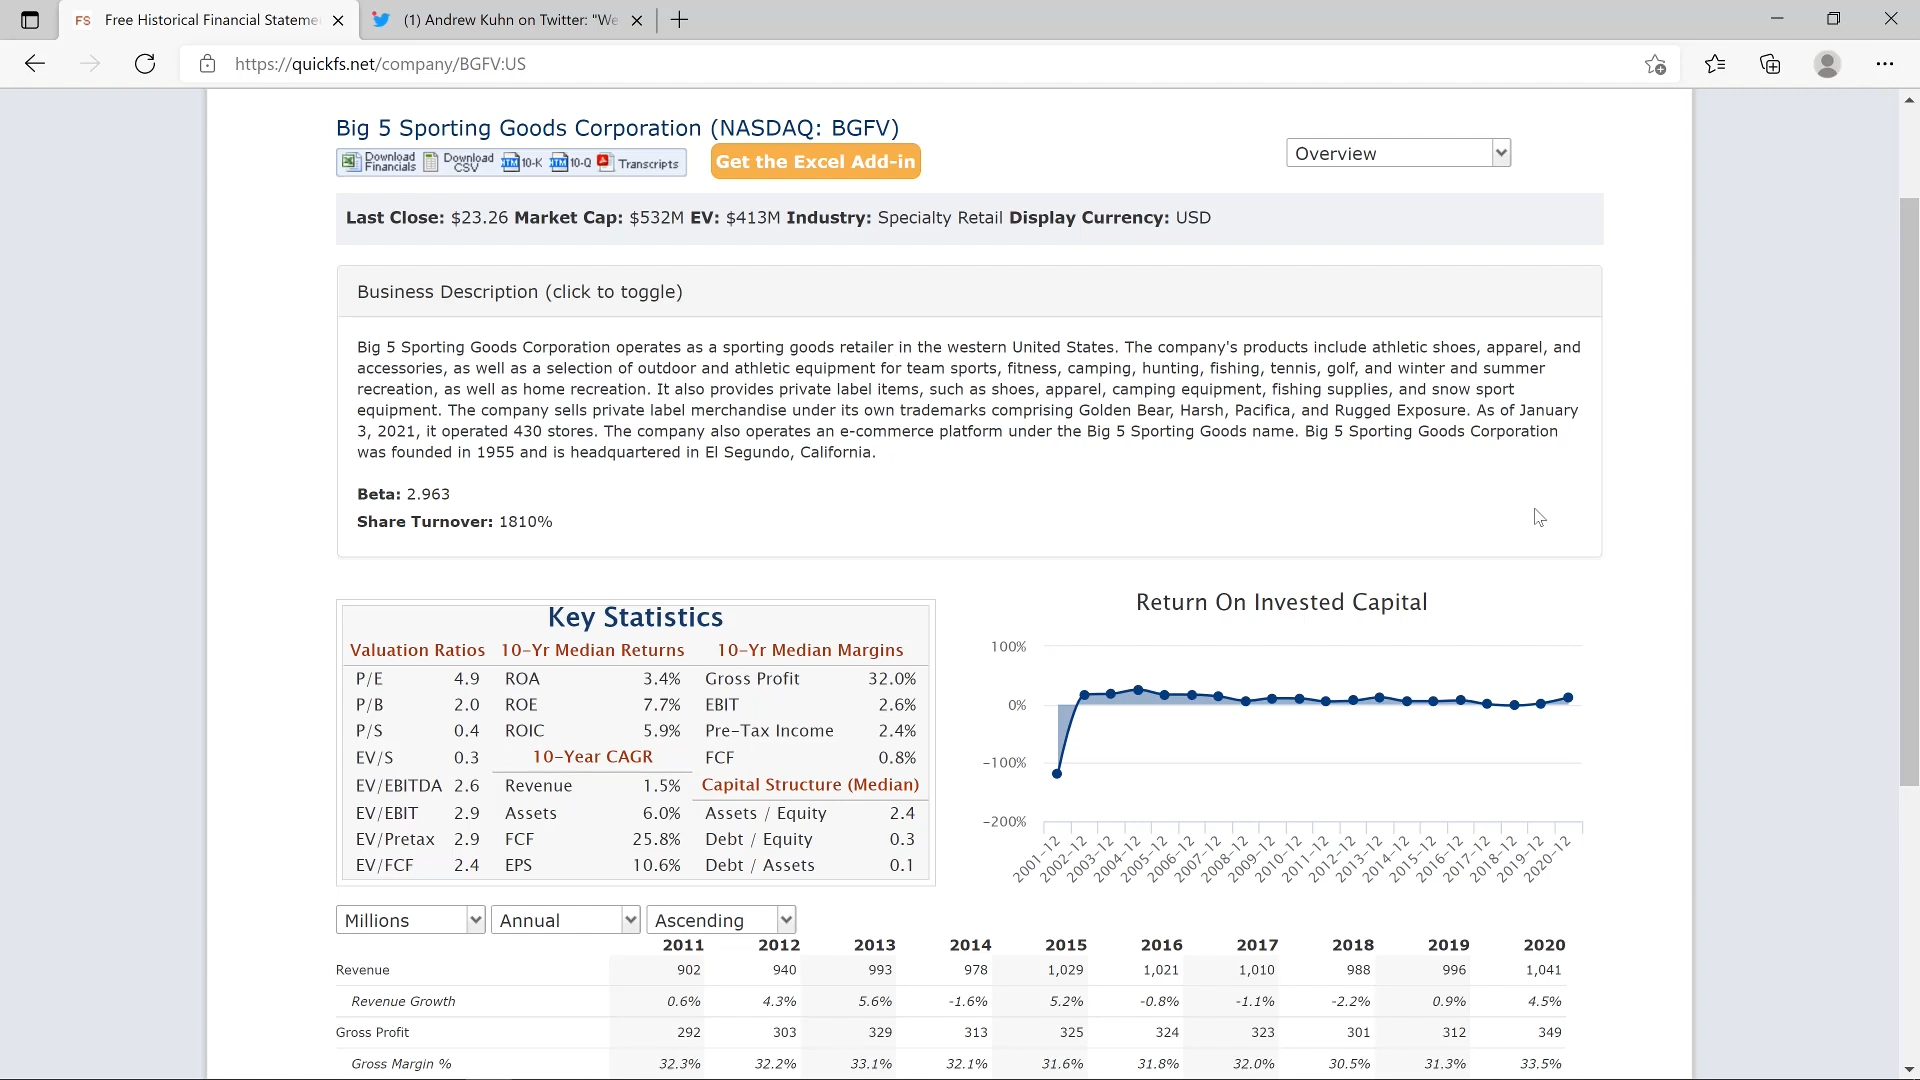 FS Free Historical Financial Stateme
(1) Andrew Kuhn on Twitter: "We
https://quickfs.net/company/BGFV:US
Big 5 Sporting Goods Corporation (NASDAQ: BGFV)
Download Financials Download CSV 10-K 10-Q Transcripts
Get the Excel Add-in
Overview
Last Close: $23.26 Market Cap: $532M EV: $413M Industry: Specialty Retail Display Currency: USD
Business Description (click to toggle)
Big 5 Sporting Goods Corporation operates as a sporting goods retailer in the western United States. The company's products include athletic shoes, apparel, and
accessories, as well as a selection of outdoor and athletic equipment for team sports, fitness, camping, hunting, fishing, tennis, golf, and winter and summer
recreation, as well as home recreation. It also provides private label items, such as shoes, apparel, camping equipment, fishing supplies, and snow sport
equipment. The company sells private label merchandise under its own trademarks comprising Golden Bear, Harsh, Pacifica, and Rugged Exposure. As of January
3, 2021, it operated 430 stores. The company also operates an e-commerce platform under the Big 5 Sporting Goods name. Big 5 Sporting Goods Corporation
was founded in 1955 and is headquartered in El Segundo, California.
Beta: 2.963
Share Turnover: 1810%
Key Statistics
Valuation Ratios 10-Yr Median Returns 10-Yr Median Margins
P/E 4.9 ROA 3.4% Gross Profit 32.0%
P/B 2.0 ROE 7.7% EBIT 2.6%
P/S 0.4 ROIC 5.9% Pre-Tax Income 2.4%
EV/S 0.3 10-Year CAGR FCF 0.8%
EV/EBITDA 2.6 Revenue 1.5% Capital Structure (Median)
EV/EBIT 2.9 Assets 6.0% Assets / Equity 2.4
EV/Pretax 2.9 FCF 25.8% Debt / Equity 0.3
EV/FCF 2.4 EPS 10.6% Debt / Assets 0.1
Return On Invested Capital
100%
0%
-100%
-200%
2001-12 2002-12 2003-12 2004-12 2005-12 2006-12 2007-12 2008-12 2009-12 2010-12 2011-12 2012-12 2013-12 2014-12 2015-12 2016-12 2017-12 2018-12 2019-12 2020-12
Millions Annual Ascending
2011 2012 2013 2014 2015 2016 2017 2018 2019 2020
Revenue 902 940 993 978 1,029 1,021 1,010 988 996 1,041
Revenue Growth 0.6% 4.3% 5.6% -1.6% 5.2% -0.8% -1.1% -2.2% 0.9% 4.5%
Gross Profit 292 303 329 313 325 324 323 301 312 349
Gross Margin % 32.3% 32.2% 33.1% 32.1% 31.6% 31.8% 32.0% 30.5% 31.3% 33.5%